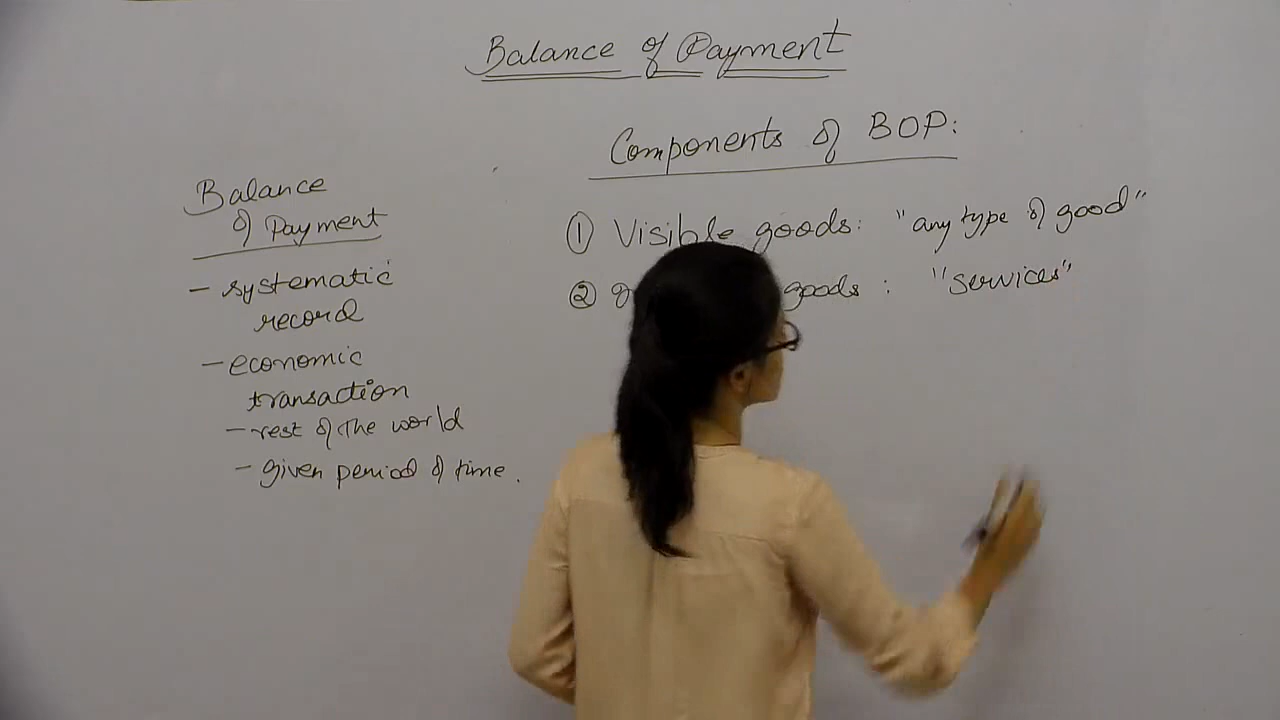 Balance of Payment
Components of BOP:
Balance
of Payment
- systematic
record
- economic
transaction
- rest of the world
- given period of time.
① Visible goods: "any type of good"
② goods : "services"